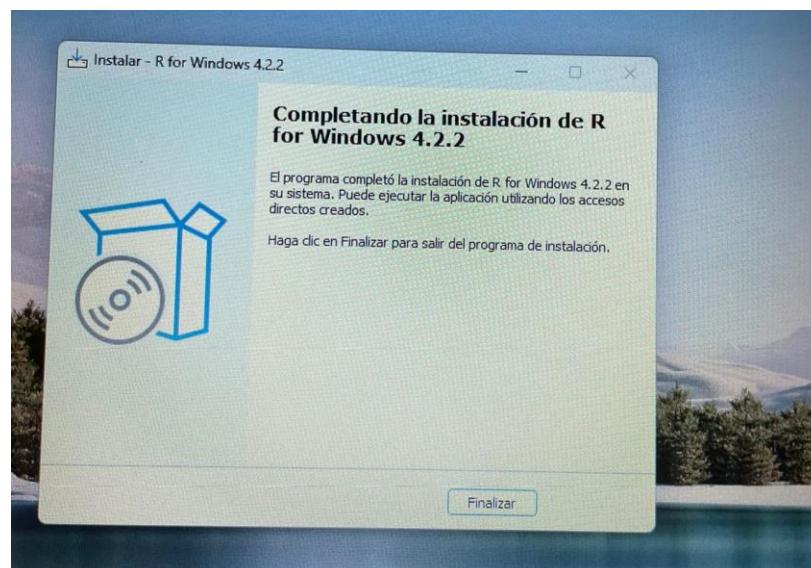 Instalar - R for Windows 4.2.2
Completando la instalación de R
for Windows 4.2.2
El programa completó la instalación de R for Windows 4.2.2 en
su sistema. Puede ejecutar la aplicación utilizando los accesos
directos creados.
Haga clic en Finalizar para salir del programa de instalación.
Finalizar